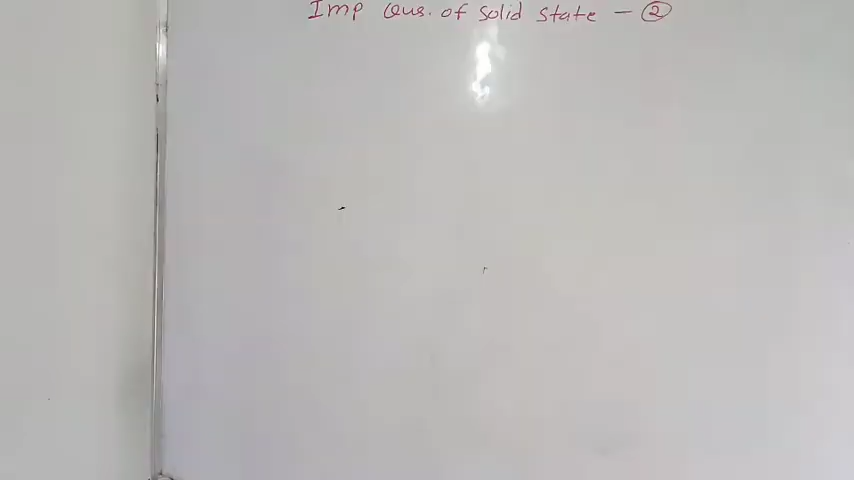 Imp Qus. of solid state - ②